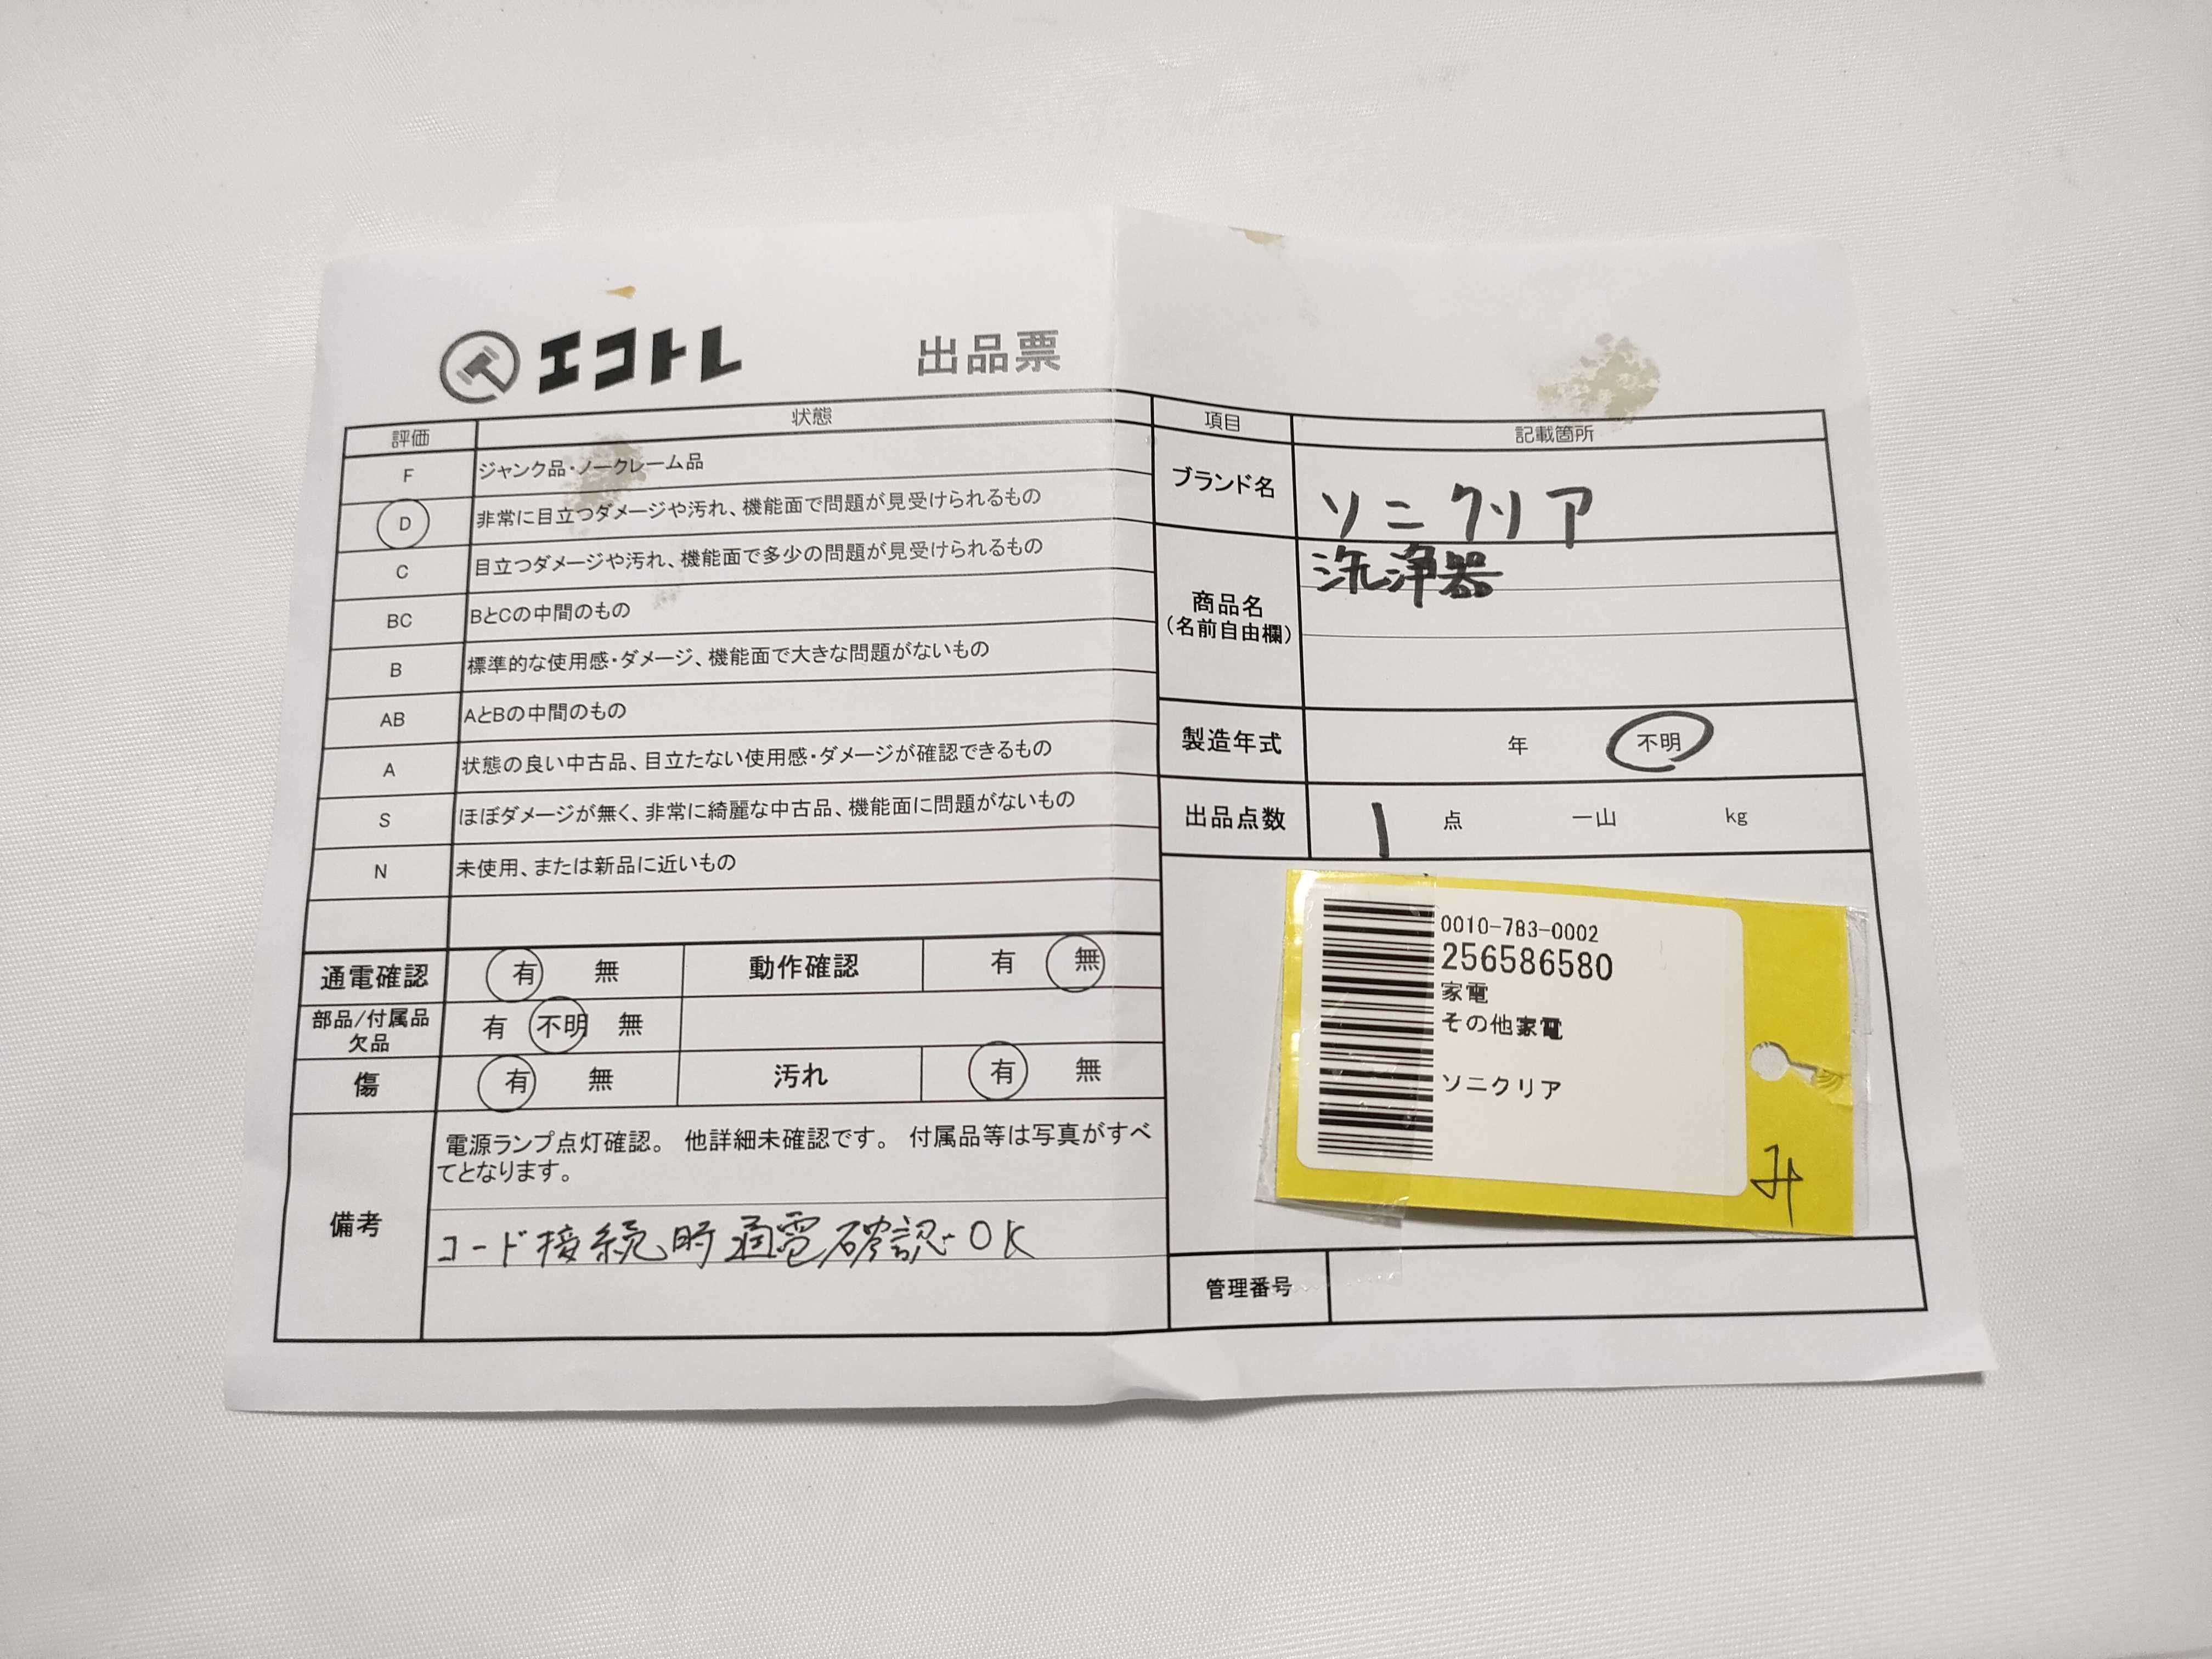 エコトレ 出品票
評価 状態
F ジャンク品・ノークレーム品
D 非常に目立つダメージや汚れ、機能面で問題が見受けられるもの
C 目立つダメージや汚れ、機能面で多少の問題が見受けられるもの
BC BとCの中間のもの
B 標準的な使用感・ダメージ、機能面で大きな問題がないもの
AB AとBの中間のもの
A 状態の良い中古品、目立たない使用感・ダメージが確認できるもの
S ほぼダメージが無く、非常に綺麗な中古品、機能面に問題がないもの
N 未使用、または新品に近いもの
通電確認 有 無 動作確認 有 無
部品/付属品
欠品 有 不明 無
傷 有 無 汚れ 有 無
備考
電源ランプ点灯確認。 他詳細未確認です。 付属品等は写真がすべ
てとなります。
コード接続時通電確認OK
項目 記載箇所
ブランド名 ソニクリア
商品名
(名前自由欄)
洗浄器
製造年式 年 不明
出品点数 1 点 一山 kg
0010-783-0002
256586580
家電
その他家電
ソニクリア
み
管理番号